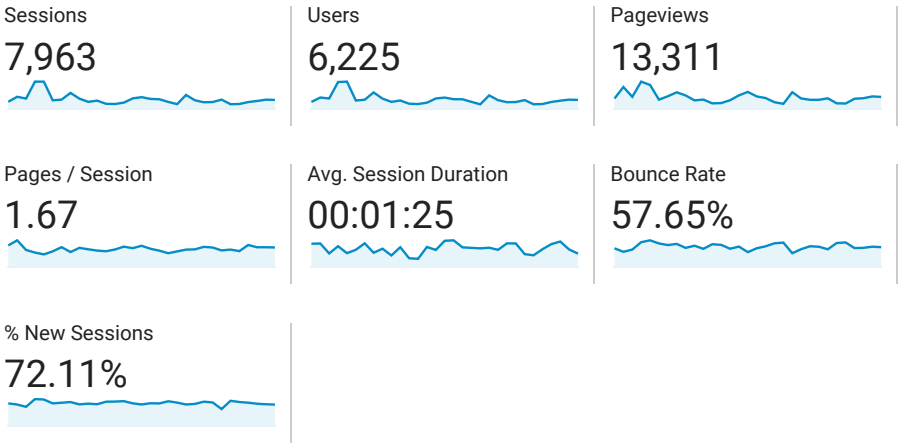 Sessions
7,963
Users
6,225
Pageviews
13,311
Pages / Session
1.67
Avg. Session Duration
00:01:25
Bounce Rate
57.65%
% New Sessions
72.11%